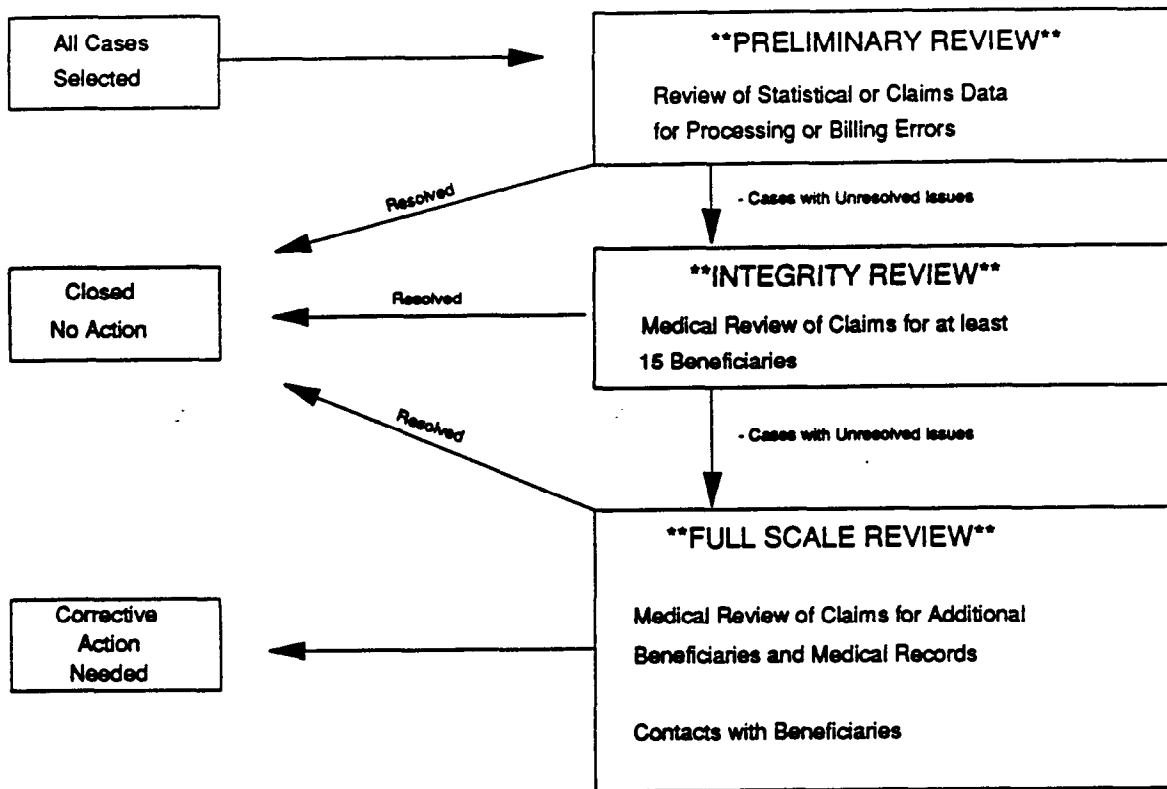 All Cases
Selected
**PRELIMINARY REVIEW**
Review of Statistical or Claims Data
for Processing or Billing Errors
Resolved
- Cases with Unresolved Issues
Closed
No Action
Resolved
**INTEGRITY REVIEW**
Medical Review of Claims for at least
15 Beneficiaries
Resolved
- Cases with Unresolved Issues
**FULL SCALE REVIEW**
Medical Review of Claims for Additional
Beneficiaries and Medical Records
Contacts with Beneficiaries
Corrective
Action
Needed